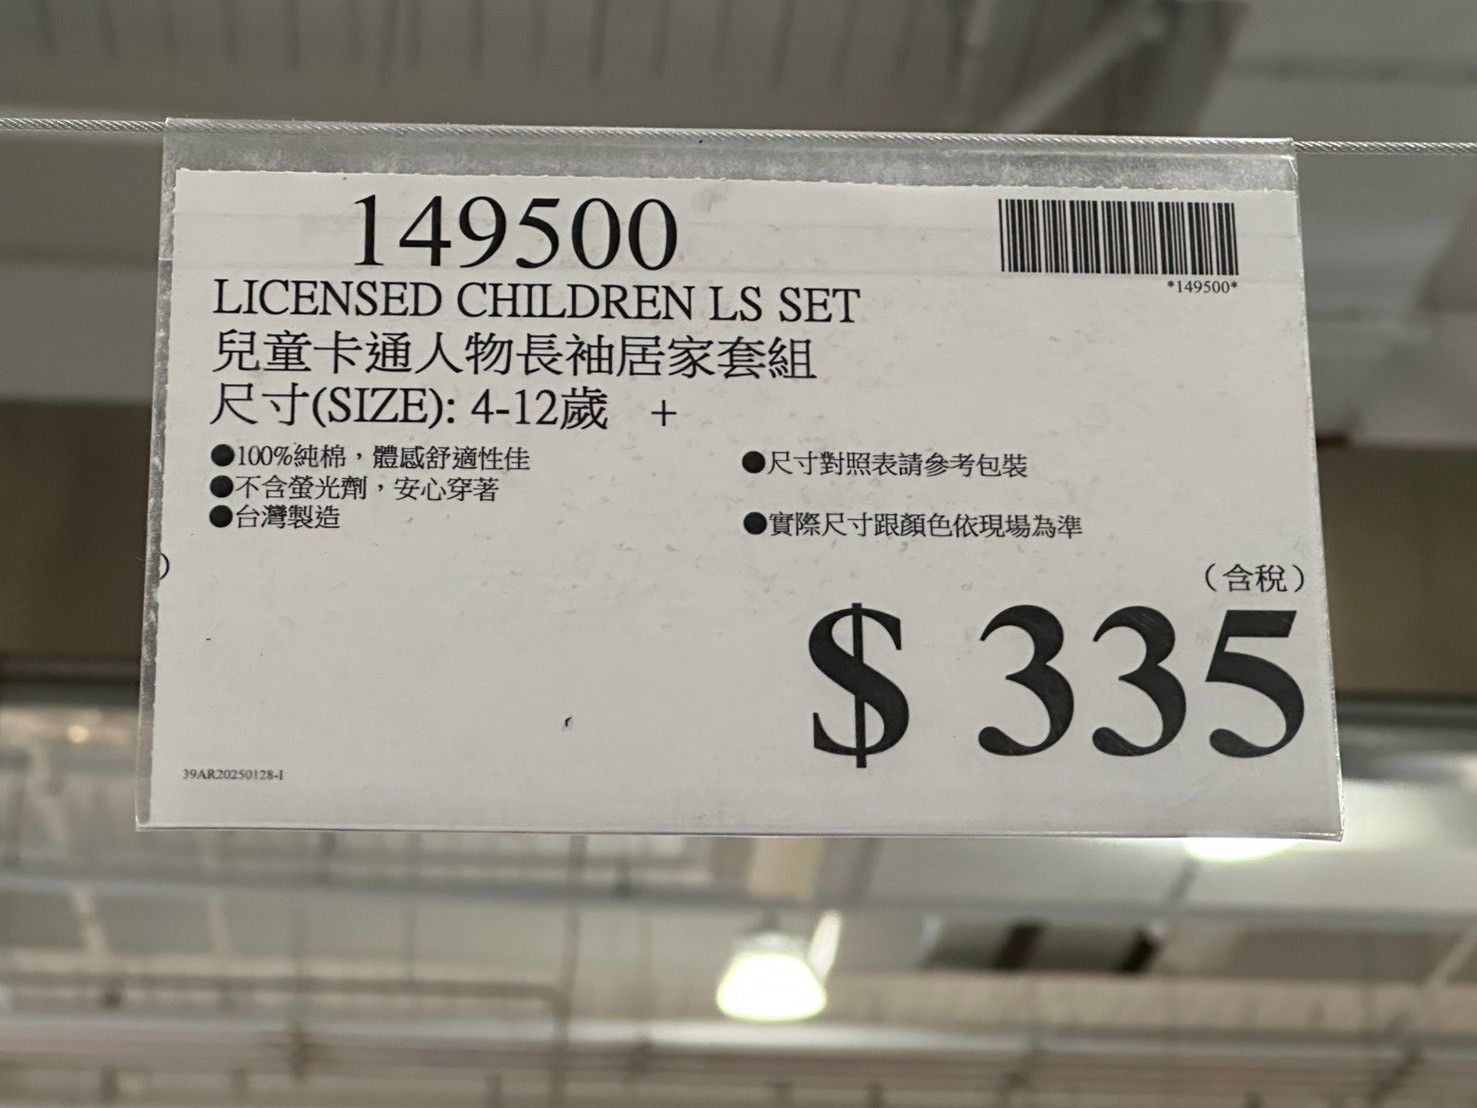 149500
*149500*
LICENSED CHILDREN LS SET
兒童卡通人物長袖居家套組
尺寸(SIZE): 4-12歲 +
●100%純棉，體感舒適性佳
●不含螢光劑，安心穿著
●台灣製造
●尺寸對照表請參考包裝
●實際尺寸跟顏色依現場為準
)
（含稅）
$ 335
39AR20250128-I